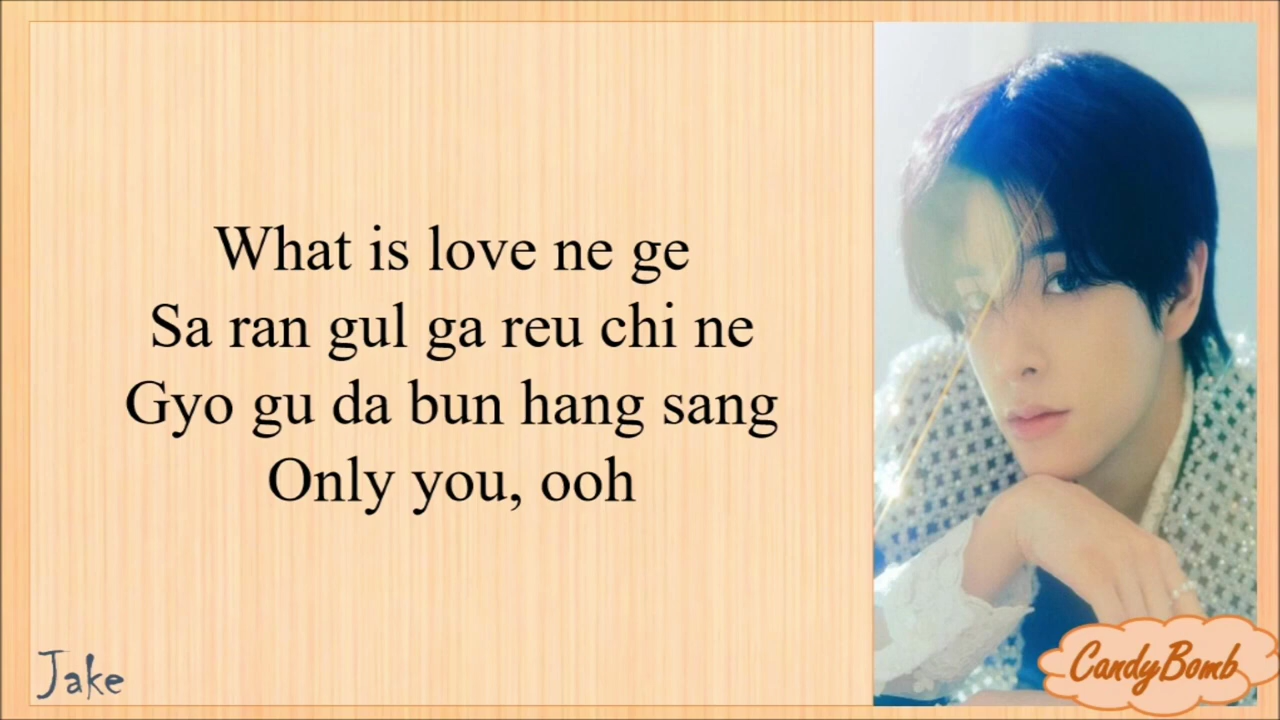 What is love ne ge
Sa ran gul ga reu chi ne
Gyo gu da bun hang sang
Only you, ooh
Jake
CandyBomb